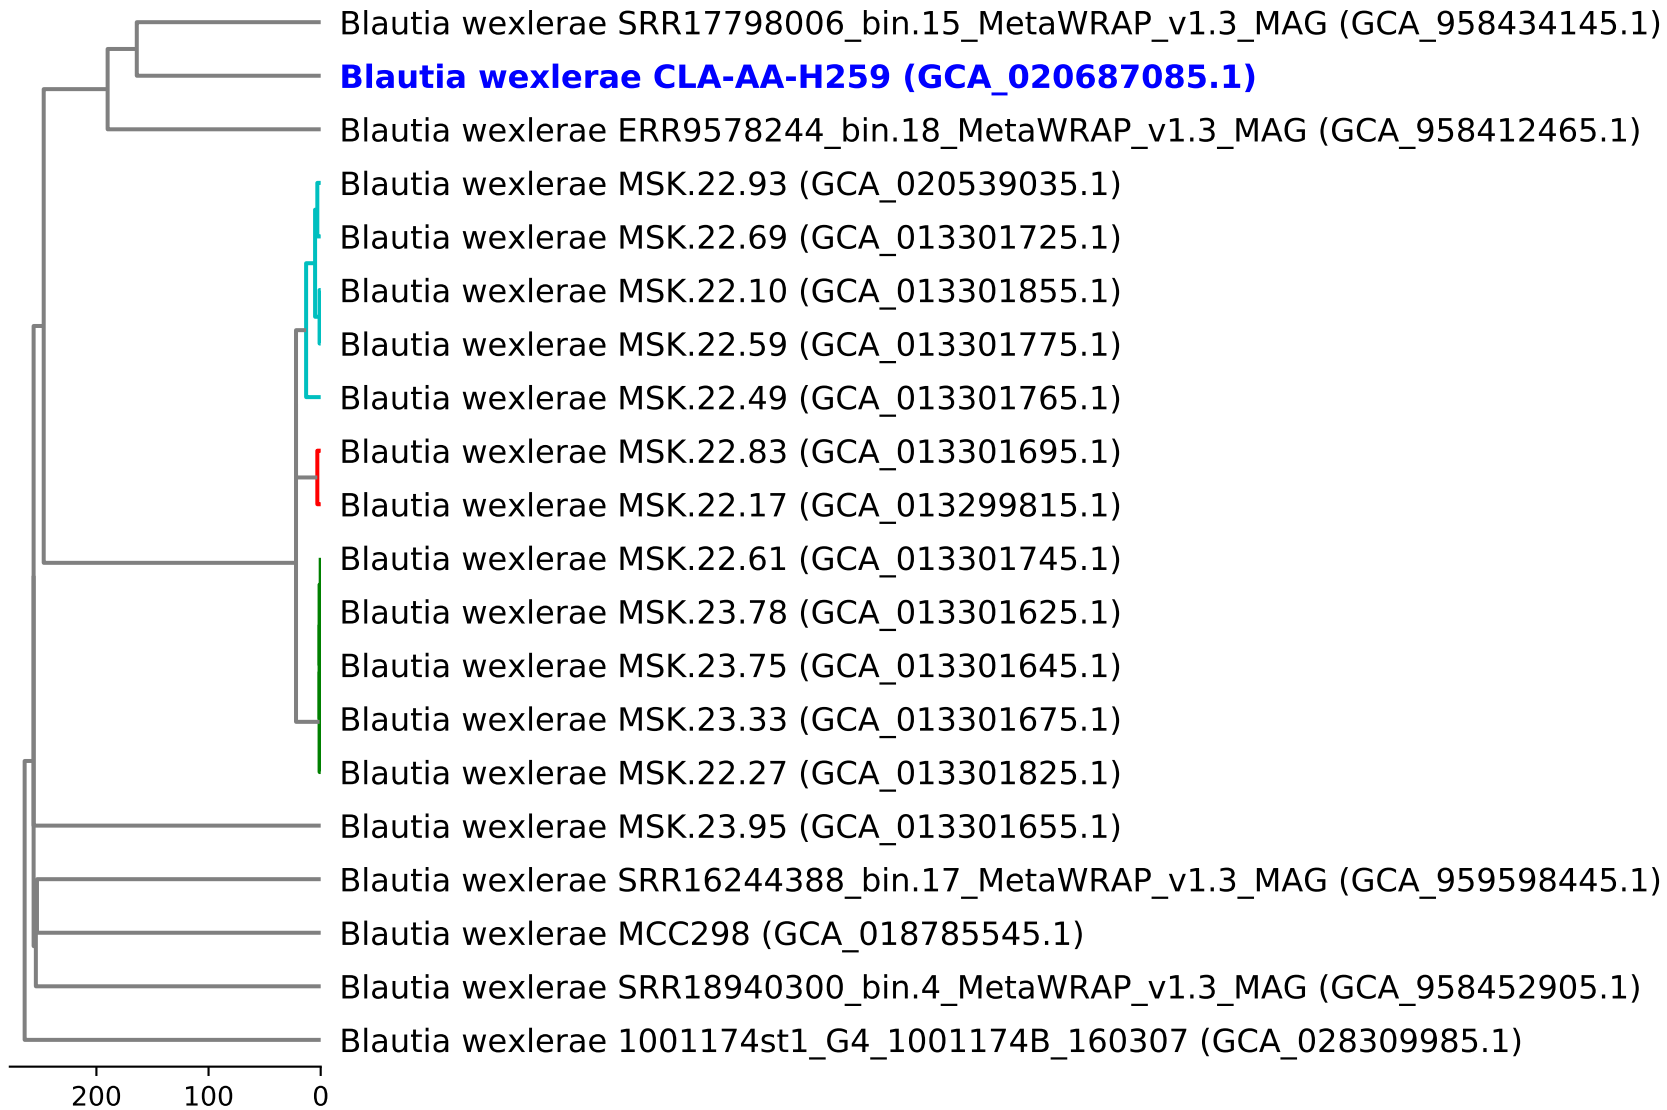 Blautia wexlerae SRR17798006_bin.15_MetaWRAP_v1.3_MAG (GCA_958434145.1)
Blautia wexlerae CLA-AA-H259 (GCA_020687085.1)
Blautia wexlerae ERR9578244_bin.18_MetaWRAP_v1.3_MAG (GCA_958412465.1)
Blautia wexlerae MSK.22.93 (GCA_020539035.1)
Blautia wexlerae MSK.22.69 (GCA_013301725.1)
Blautia wexlerae MSK.22.10 (GCA_013301855.1)
Blautia wexlerae MSK.22.59 (GCA_013301775.1)
Blautia wexlerae MSK.22.49 (GCA_013301765.1)
Blautia wexlerae MSK.22.83 (GCA_013301695.1)
Blautia wexlerae MSK.22.17 (GCA_013299815.1)
Blautia wexlerae MSK.22.61 (GCA_013301745.1)
Blautia wexlerae MSK.23.78 (GCA_013301625.1)
Blautia wexlerae MSK.23.75 (GCA_013301645.1)
Blautia wexlerae MSK.23.33 (GCA_013301675.1)
Blautia wexlerae MSK.22.27 (GCA_013301825.1)
Blautia wexlerae MSK.23.95 (GCA_013301655.1)
Blautia wexlerae SRR16244388_bin.17_MetaWRAP_v1.3_MAG (GCA_959598445.1)
Blautia wexlerae MCC298 (GCA_018785545.1)
Blautia wexlerae SRR18940300_bin.4_MetaWRAP_v1.3_MAG (GCA_958452905.1)
Blautia wexlerae 1001174st1_G4_1001174B_160307 (GCA_028309985.1)
200 100 0